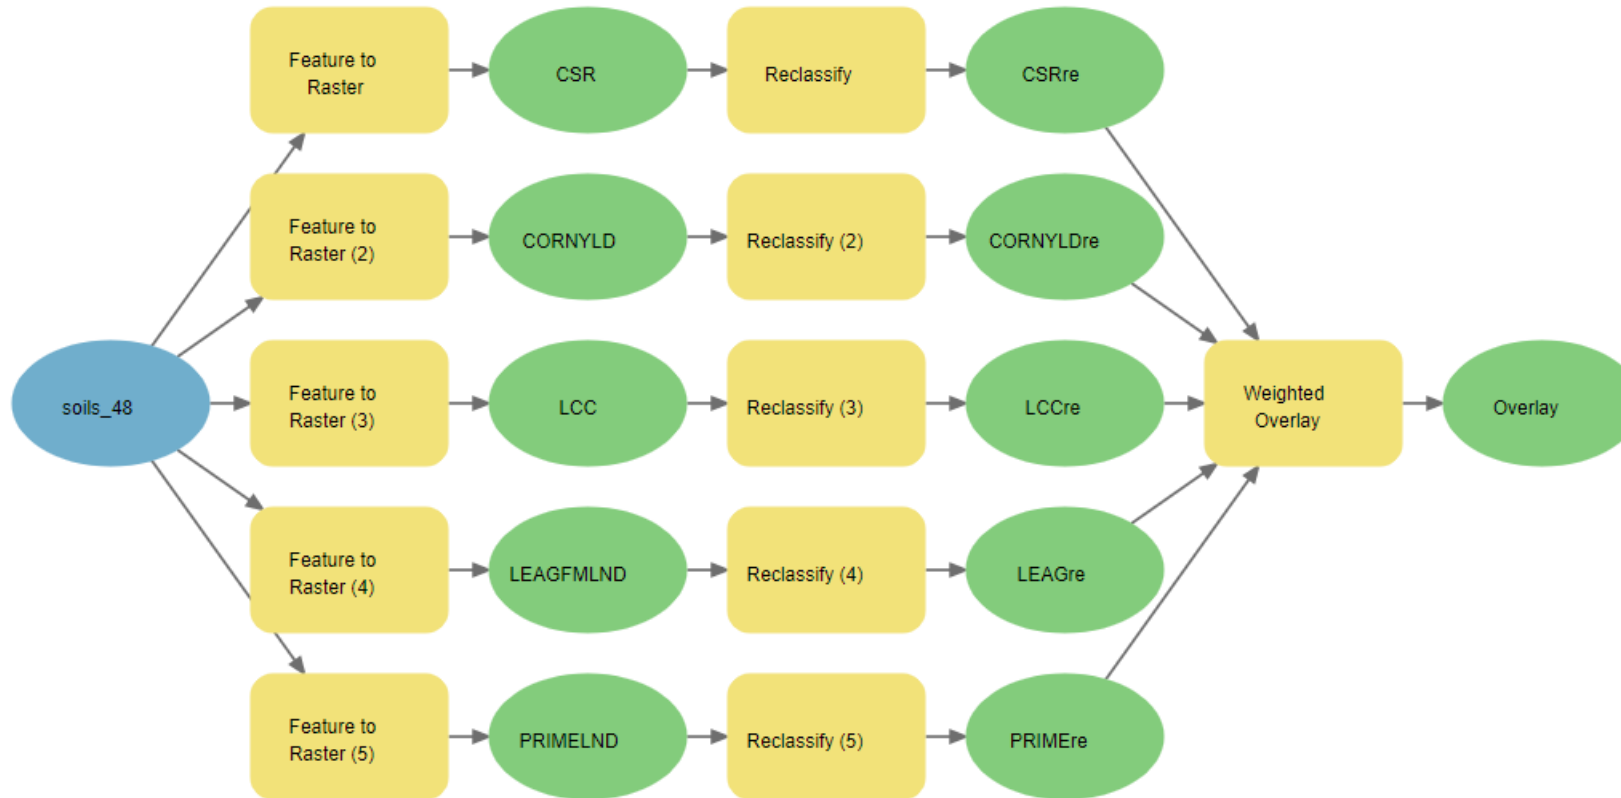 Feature to
Raster
CSR
Reclassify
CSRre
Feature to
Raster (2)
CORNYLD
Reclassify (2)
CORNYLDre
soils_48
Feature to
Raster (3)
LCC
Reclassify (3)
LCCre
Weighted
Overlay
Overlay
Feature to
Raster (4)
LEAGFMLND
Reclassify (4)
LEAGre
Feature to
Raster (5)
PRIMELND
Reclassify (5)
PRIMEre